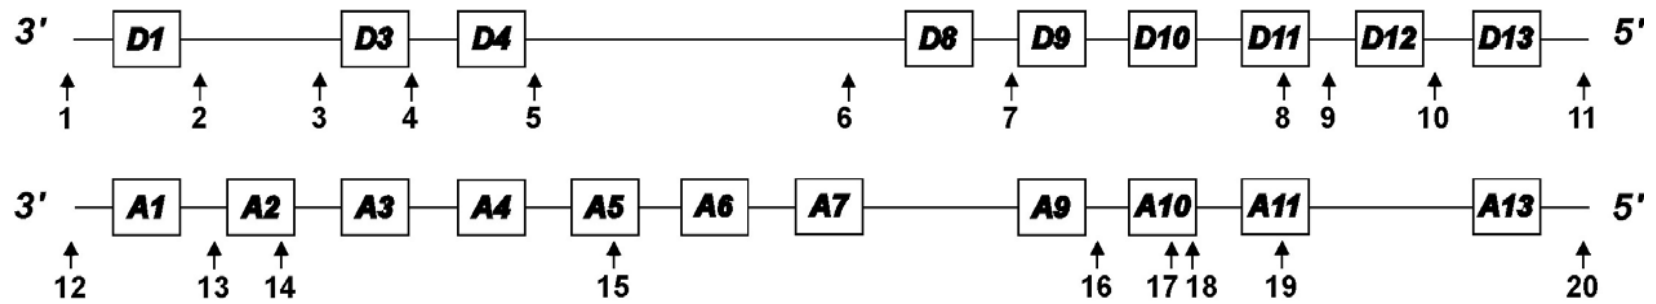 3' D1 D3 D4 D8 D9 D10 D11 D12 D13 5'
1 2 3 4 5 6 7 8 9 10 11
3' A1 A2 A3 A4 A5 A6 A7 A9 A10 A11 A13 5'
12 13 14 15 16 17 18 19 20